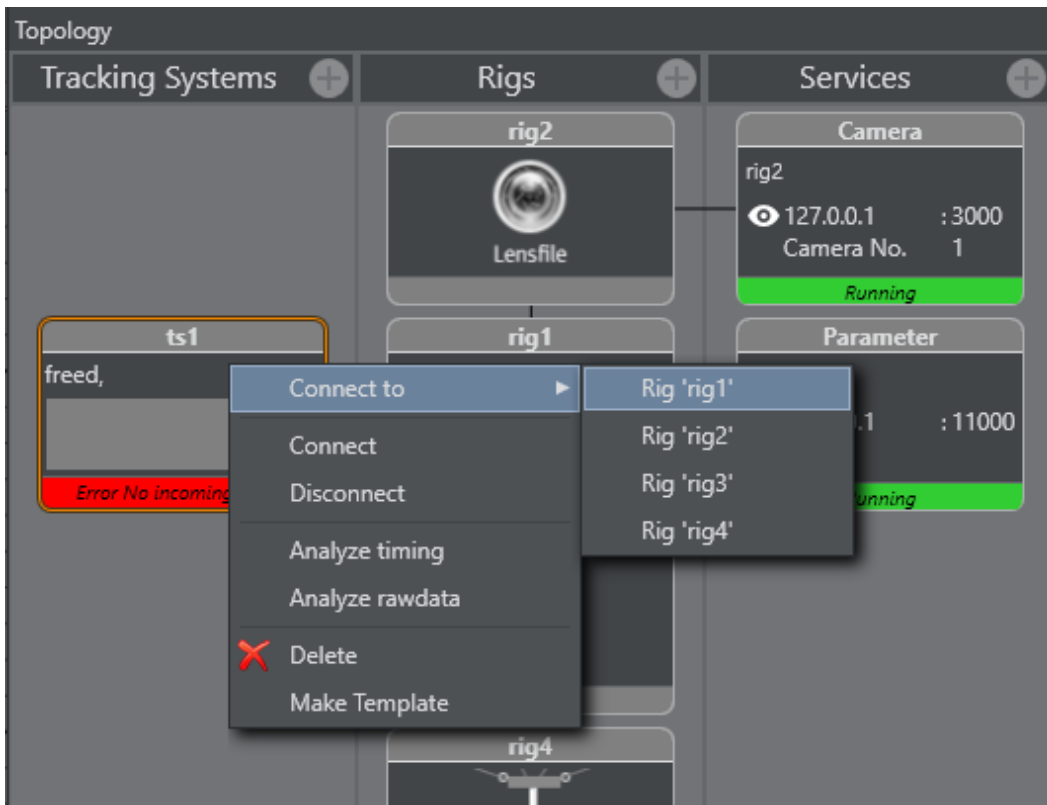 Topology
Tracking Systems
Rigs
Services
rig2
Lensfile
Camera
rig2
127.0.0.1 : 3000
Camera No. 1
Running
ts1
freed,
Error No incoming
rig1
Parameter
.1 : 11000
Connect to
Connect
Disconnect
Analyze timing
Analyze rawdata
Delete
Make Template
Rig 'rig1'
Rig 'rig2'
Rig 'rig3'
Rig 'rig4'
rig4